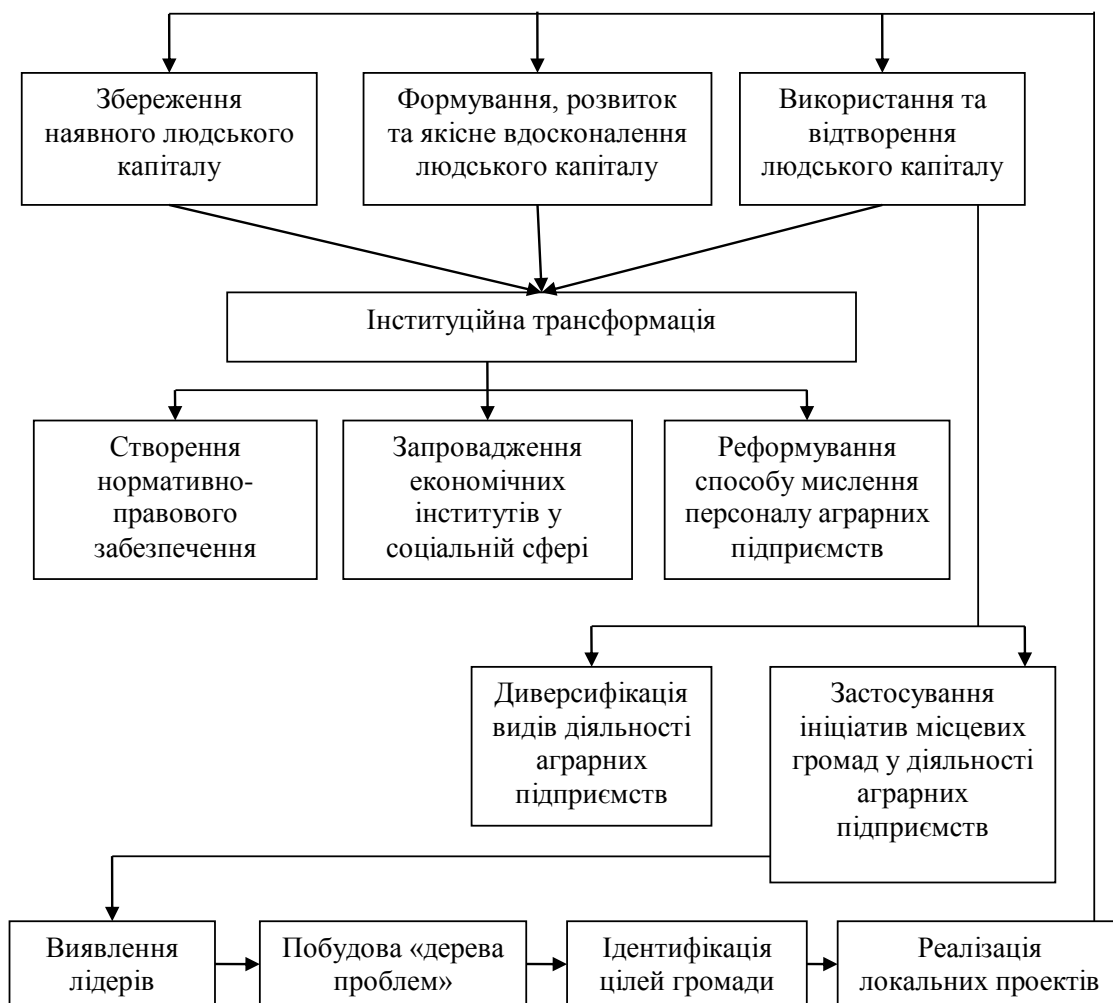 Збереження
наявного людського
капіталу
Формування, розвиток
та якісне вдосконалення
людського капіталу
Використання та
відтворення
людського капіталу
Інституційна трансформація
Створення
нормативно-
правового
забезпечення
Запровадження
економічних
інститутів у
соціальній сфері
Реформування
способу мислення
персоналу аграрних
підприємств
Диверсифікація
видів діяльності
аграрних
підприємств
Застосування
ініціатив місцевих
громад у діяльності
аграрних
підприємств
Виявлення
лідерів
Побудова «дерева
проблем»
Ідентифікація
цілей громади
Реалізація
локальних проектів